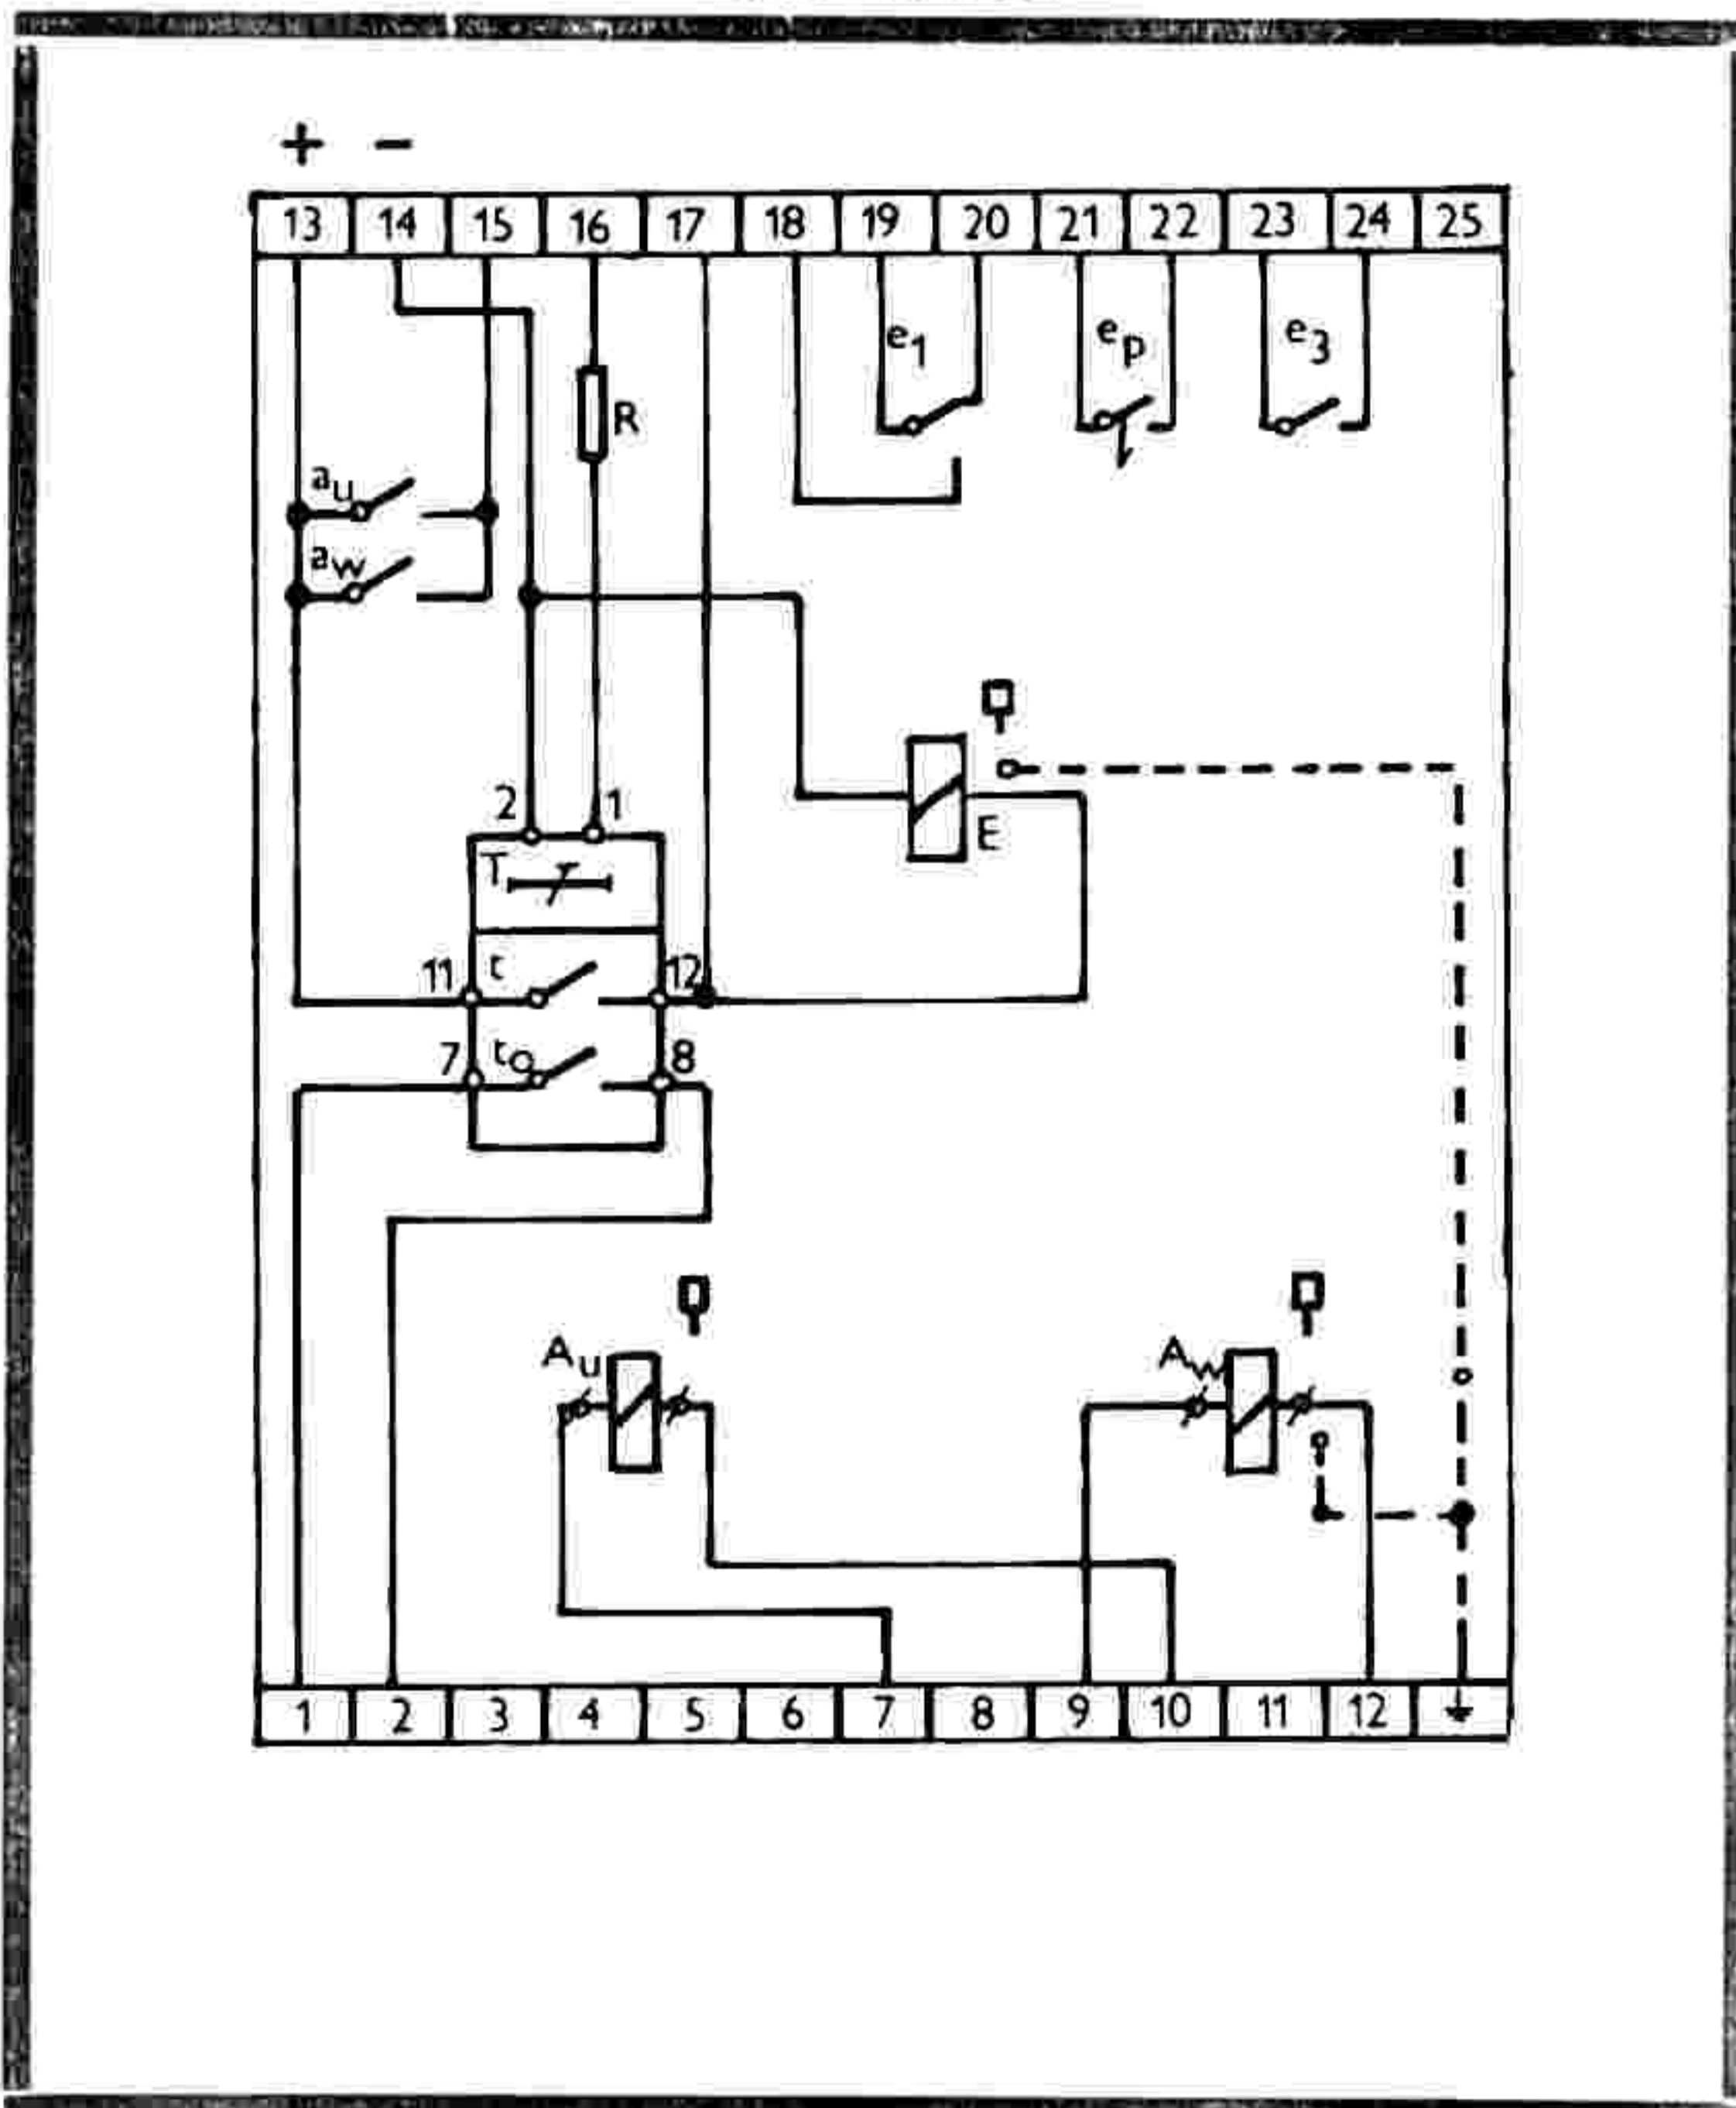 + −
13 14 15 16 17 18 19 20 21 22 23 24 25
e1 ep e3
R
au
aw
2 1
T
E
11 t 12
7 to 8
Au Aw
1 2 3 4 5 6 7 8 9 10 11 12